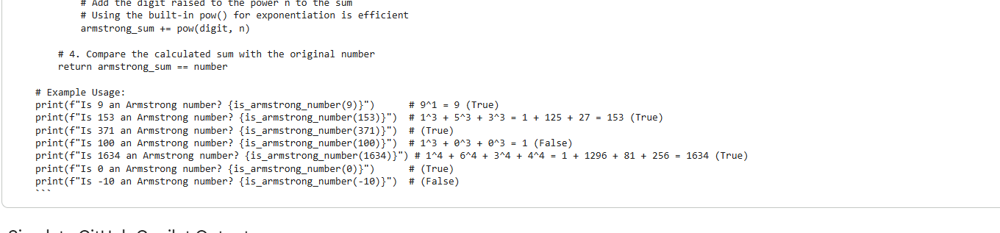 # Add the digit raised to the power n to the sum
# Using the built-in pow() for exponentiation is efficient
armstrong_sum += pow(digit, n)
# 4. Compare the calculated sum with the original number
return armstrong_sum == number
# Example Usage:
print(f"Is 9 an Armstrong number? {is_armstrong_number(9)}")      # 9^1 = 9 (True)
print(f"Is 153 an Armstrong number? {is_armstrong_number(153)}")  # 1^3 + 5^3 + 3^3 = 1 + 125 + 27 = 153 (True)
print(f"Is 371 an Armstrong number? {is_armstrong_number(371)}")  # (True)
print(f"Is 100 an Armstrong number? {is_armstrong_number(100)}")  # 1^3 + 0^3 + 0^3 = 1 (False)
print(f"Is 1634 an Armstrong number? {is_armstrong_number(1634)}") # 1^4 + 6^4 + 3^4 + 4^4 = 1 + 1296 + 81 + 256 = 1634 (True)
print(f"Is 0 an Armstrong number? {is_armstrong_number(0)}")      # (True)
print(f"Is -10 an Armstrong number? {is_armstrong_number(-10)}")  # (False)
```